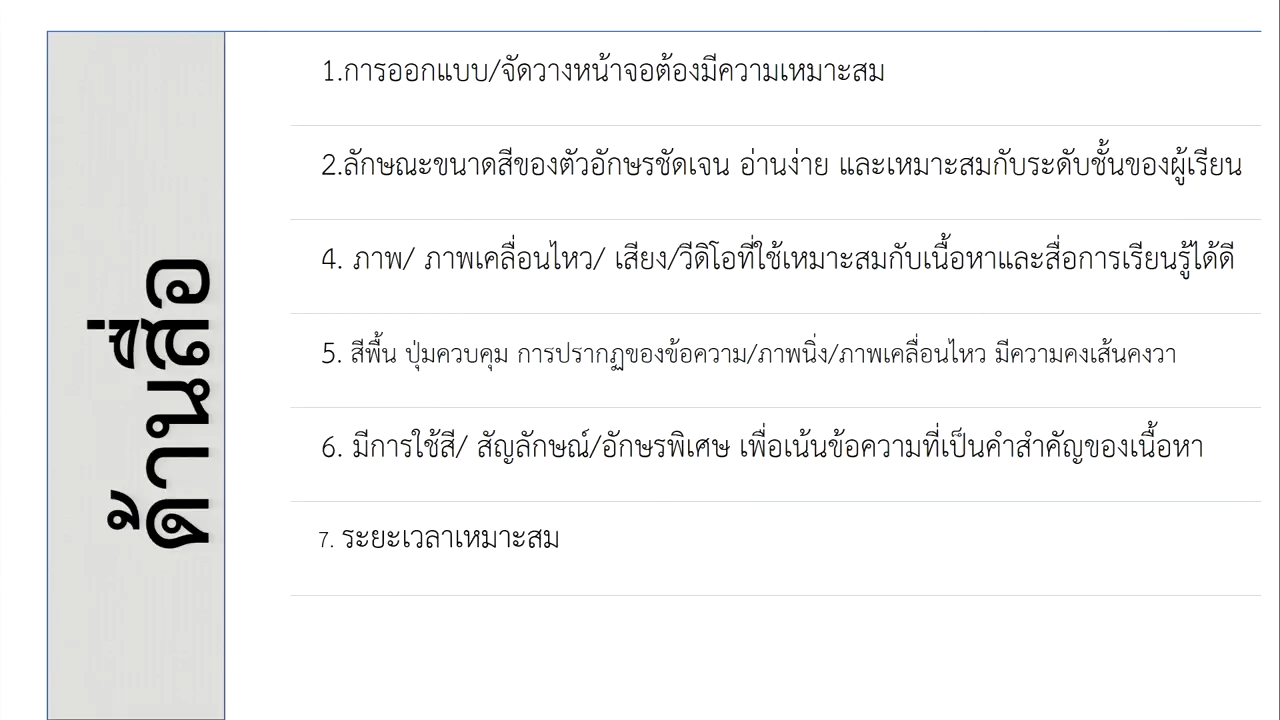 ด้านสื่อ
1.การออกแบบ/จัดวางหน้าจอต้องมีความเหมาะสม
2.ลักษณะขนาดสีของตัวอักษรชัดเจน อ่านง่าย และเหมาะสมกับระดับชั้นของผู้เรียน
4. ภาพ/ ภาพเคลื่อนไหว/ เสียง/วีดิโอที่ใช้เหมาะสมกับเนื้อหาและสื่อการเรียนรู้ได้ดี
5. สีพื้น ปุ่มควบคุม การปรากฏของข้อความ/ภาพนิ่ง/ภาพเคลื่อนไหว มีความคงเส้นคงวา
6. มีการใช้สี/ สัญลักษณ์/อักษรพิเศษ เพื่อเน้นข้อความที่เป็นคำสำคัญของเนื้อหา
7. ระยะเวลาเหมาะสม